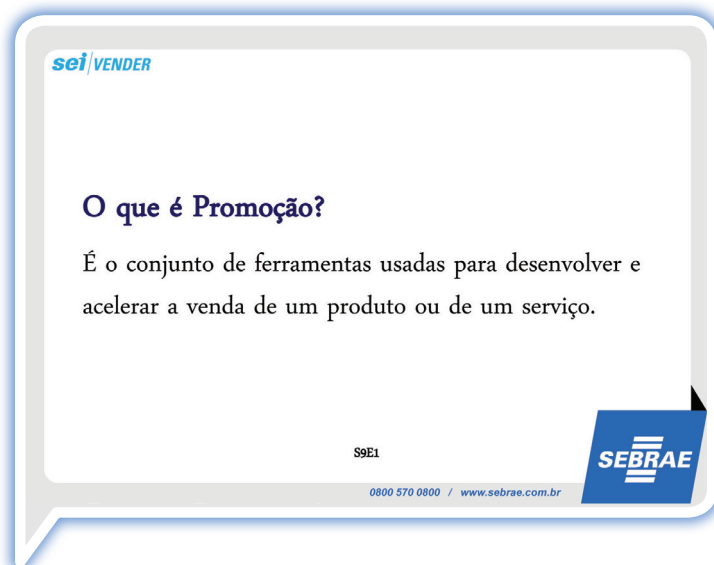 sei/VENDER
O que é Promoção?
É o conjunto de ferramentas usadas para desenvolver e
acelerar a venda de um produto ou de um serviço.
S9E1
SEBRAE
0800 570 0800 / www.sebrae.com.br